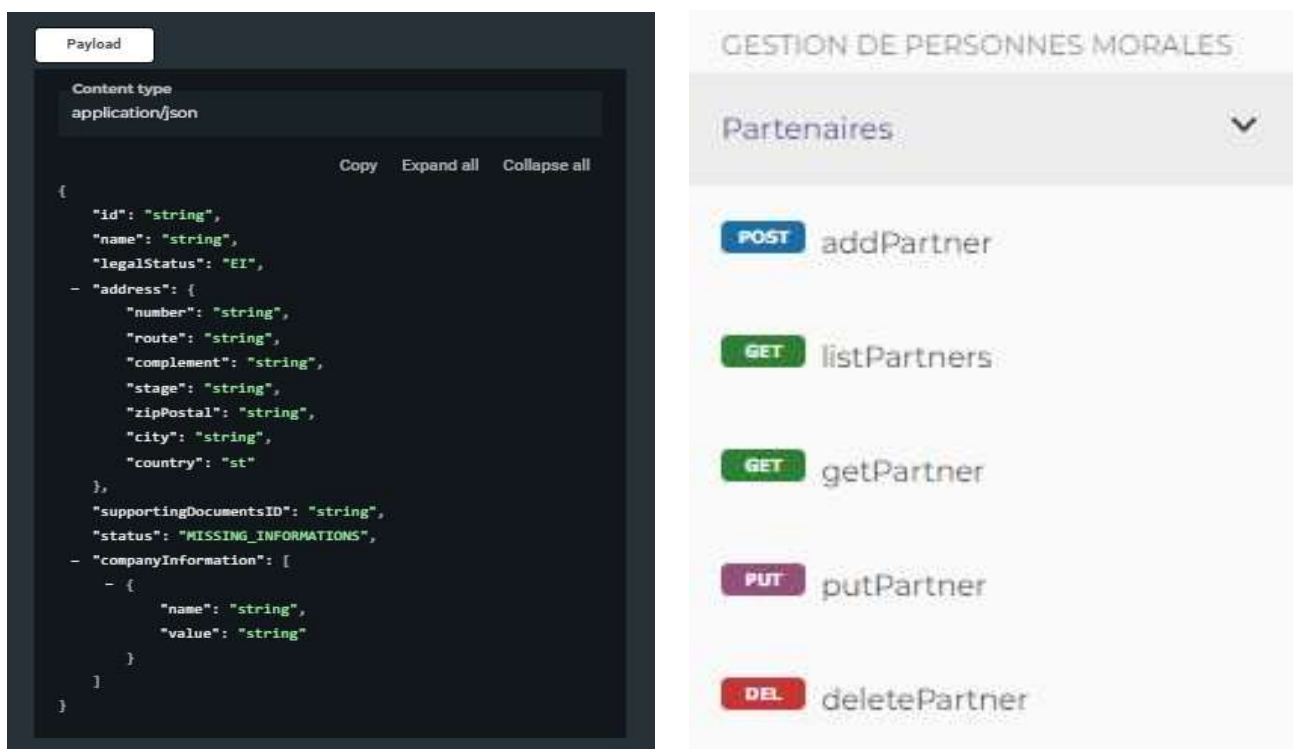 Payload
Content type
application/json
Copy Expand all Collapse all
{
"id": "string",
"name": "string",
"legalStatus": "EI",
- "address": {
"number": "string",
"route": "string",
"complement": "string",
"stage": "string",
"zipPostal": "string",
"city": "string",
"country": "st"
},
"supportingDocumentsID": "string",
"status": "MISSING_INFORMATIONS",
- "companyInformation": [
- {
"name": "string",
"value": "string"
}
]
}
GESTION DE PERSONNES MORALES
Partenaires
POST addPartner
GET listPartners
GET getPartner
PUT putPartner
DEL deletePartner